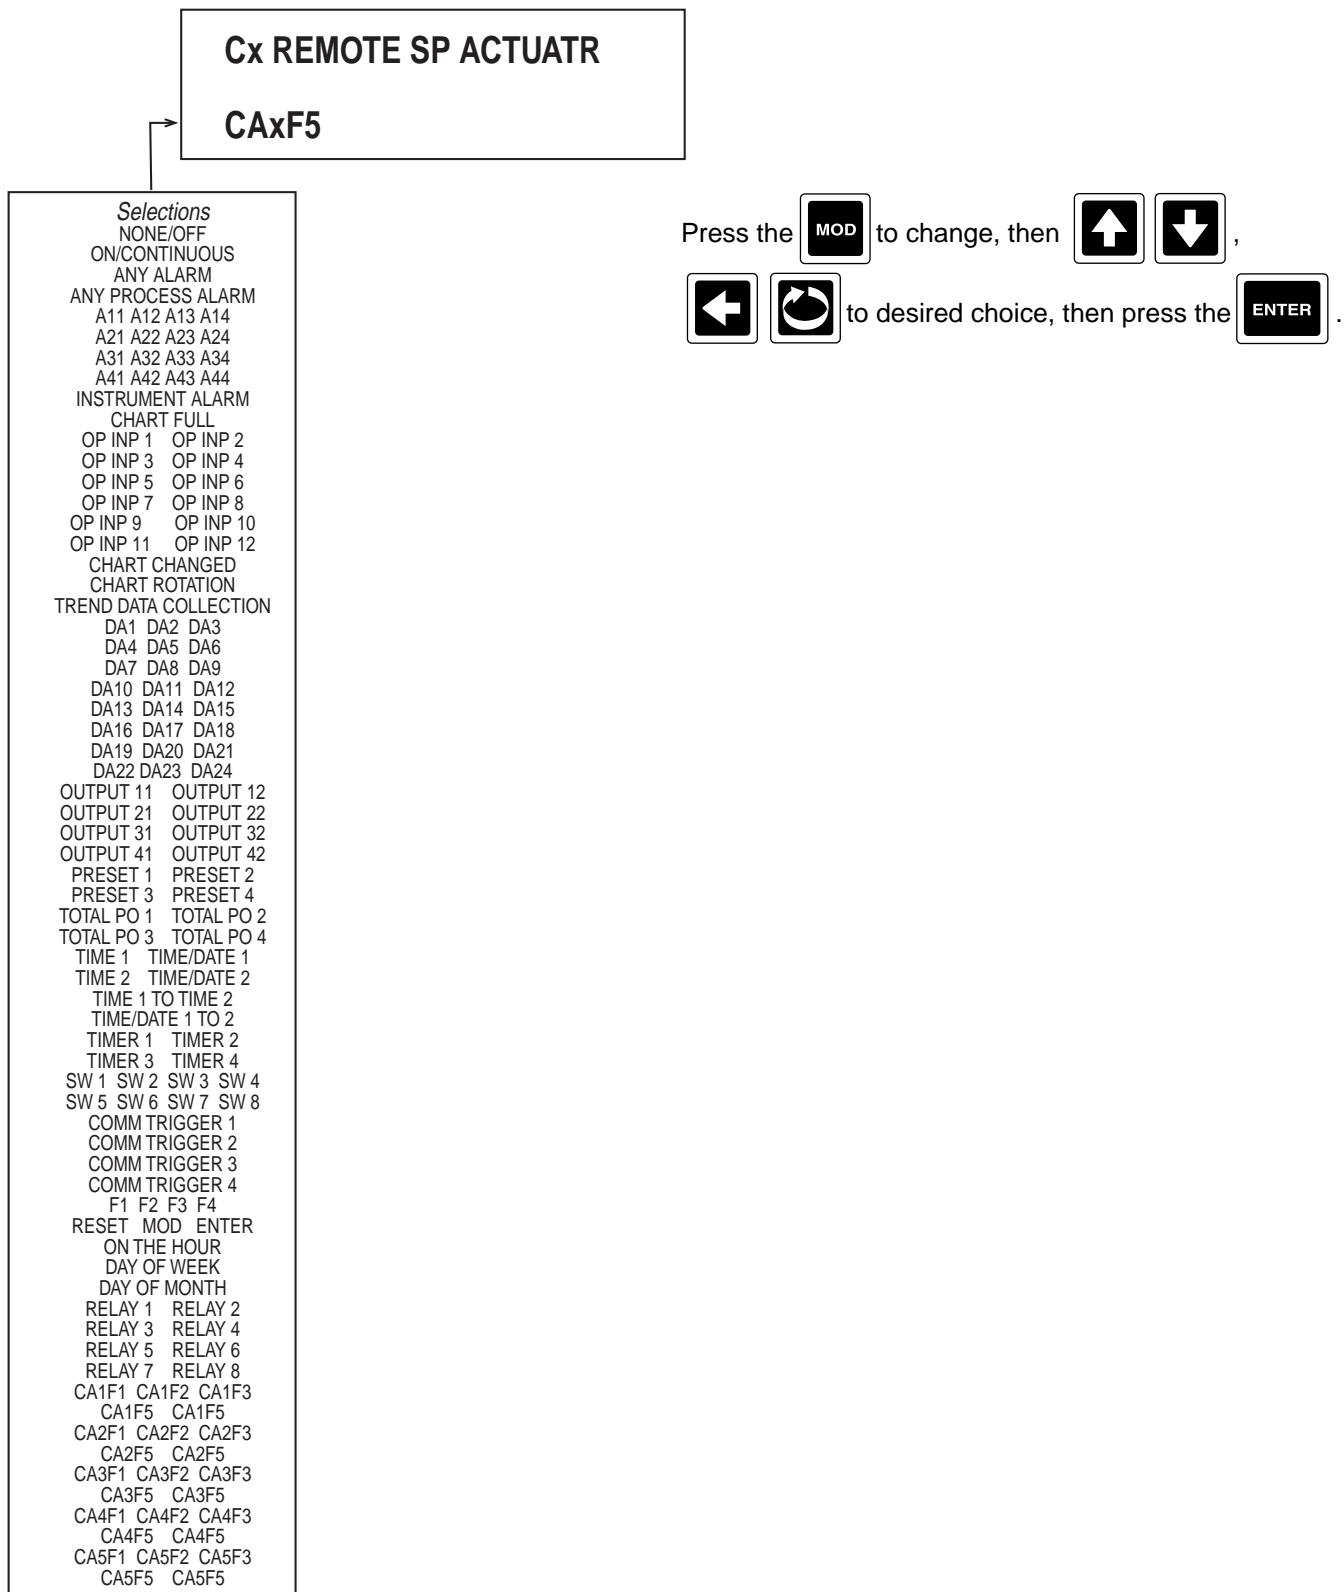 Cx REMOTE SP ACTUATR
CAxF5
Selections
NONE/OFF
ON/CONTINUOUS
ANY ALARM
ANY PROCESS ALARM
A11 A12 A13 A14
A21 A22 A23 A24
A31 A32 A33 A34
A41 A42 A43 A44
INSTRUMENT ALARM
CHART FULL
OP INP 1 OP INP 2
OP INP 3 OP INP 4
OP INP 5 OP INP 6
OP INP 7 OP INP 8
OP INP 9 OP INP 10
OP INP 11 OP INP 12
CHART CHANGED
CHART ROTATION
TREND DATA COLLECTION
DA1 DA2 DA3
DA4 DA5 DA6
DA7 DA8 DA9
DA10 DA11 DA12
DA13 DA14 DA15
DA16 DA17 DA18
DA19 DA20 DA21
DA22 DA23 DA24
OUTPUT 11 OUTPUT 12
OUTPUT 21 OUTPUT 22
OUTPUT 31 OUTPUT 32
OUTPUT 41 OUTPUT 42
PRESET 1 PRESET 2
PRESET 3 PRESET 4
TOTAL PO 1 TOTAL PO 2
TOTAL PO 3 TOTAL PO 4
TIME 1 TIME/DATE 1
TIME 2 TIME/DATE 2
TIME 1 TO TIME 2
TIME/DATE 1 TO 2
TIMER 1 TIMER 2
TIMER 3 TIMER 4
SW 1 SW 2 SW 3 SW 4
SW 5 SW 6 SW 7 SW 8
COMM TRIGGER 1
COMM TRIGGER 2
COMM TRIGGER 3
COMM TRIGGER 4
F1 F2 F3 F4
RESET MOD ENTER
ON THE HOUR
DAY OF WEEK
DAY OF MONTH
RELAY 1 RELAY 2
RELAY 3 RELAY 4
RELAY 5 RELAY 6
RELAY 7 RELAY 8
CA1F1 CA1F2 CA1F3
CA1F5 CA1F5
CA2F1 CA2F2 CA2F3
CA2F5 CA2F5
CA3F1 CA3F2 CA3F3
CA3F5 CA3F5
CA4F1 CA4F2 CA4F3
CA4F5 CA4F5
CA5F1 CA5F2 CA5F3
CA5F5 CA5F5
Press the MOD to change, then ,
to desired choice, then press the ENTER .